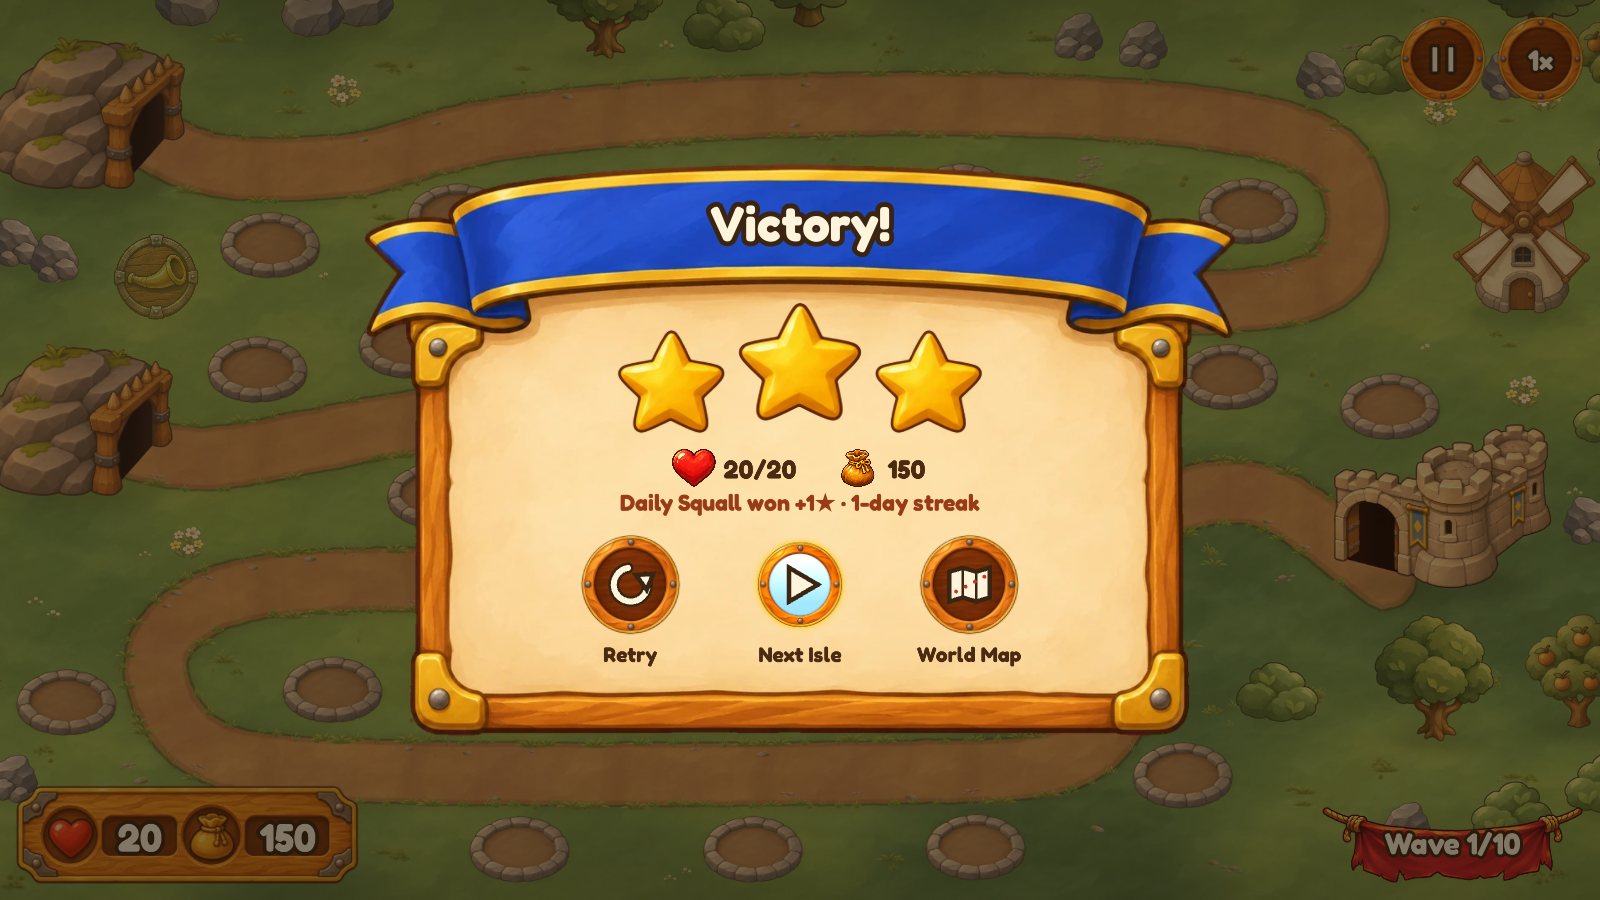 1x
Victory!
20/20 150
Daily Squall won +1★ · 1-day streak
Retry Next Isle World Map
20 150
Wave 1/10